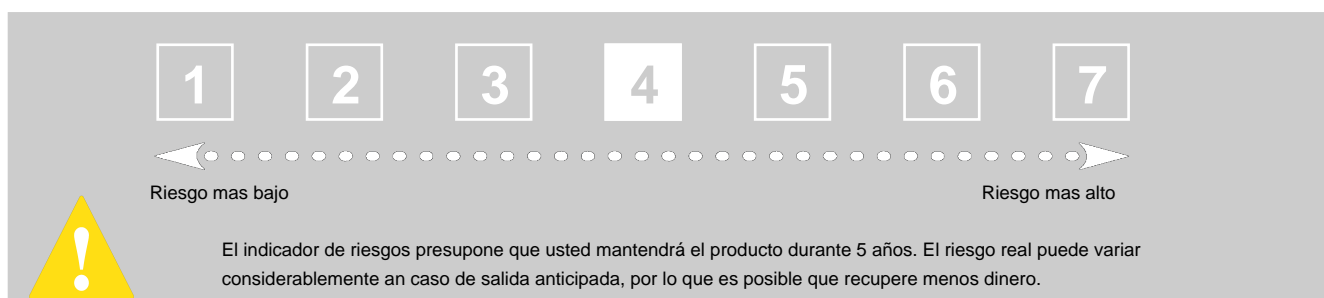 1 2 3 4 5 6 7
Riesgo mas bajo Riesgo mas alto
El indicador de riesgos presupone que usted mantendrá el producto durante 5 años. El riesgo real puede variar
considerablemente an caso de salida anticipada, por lo que es posible que recupere menos dinero.